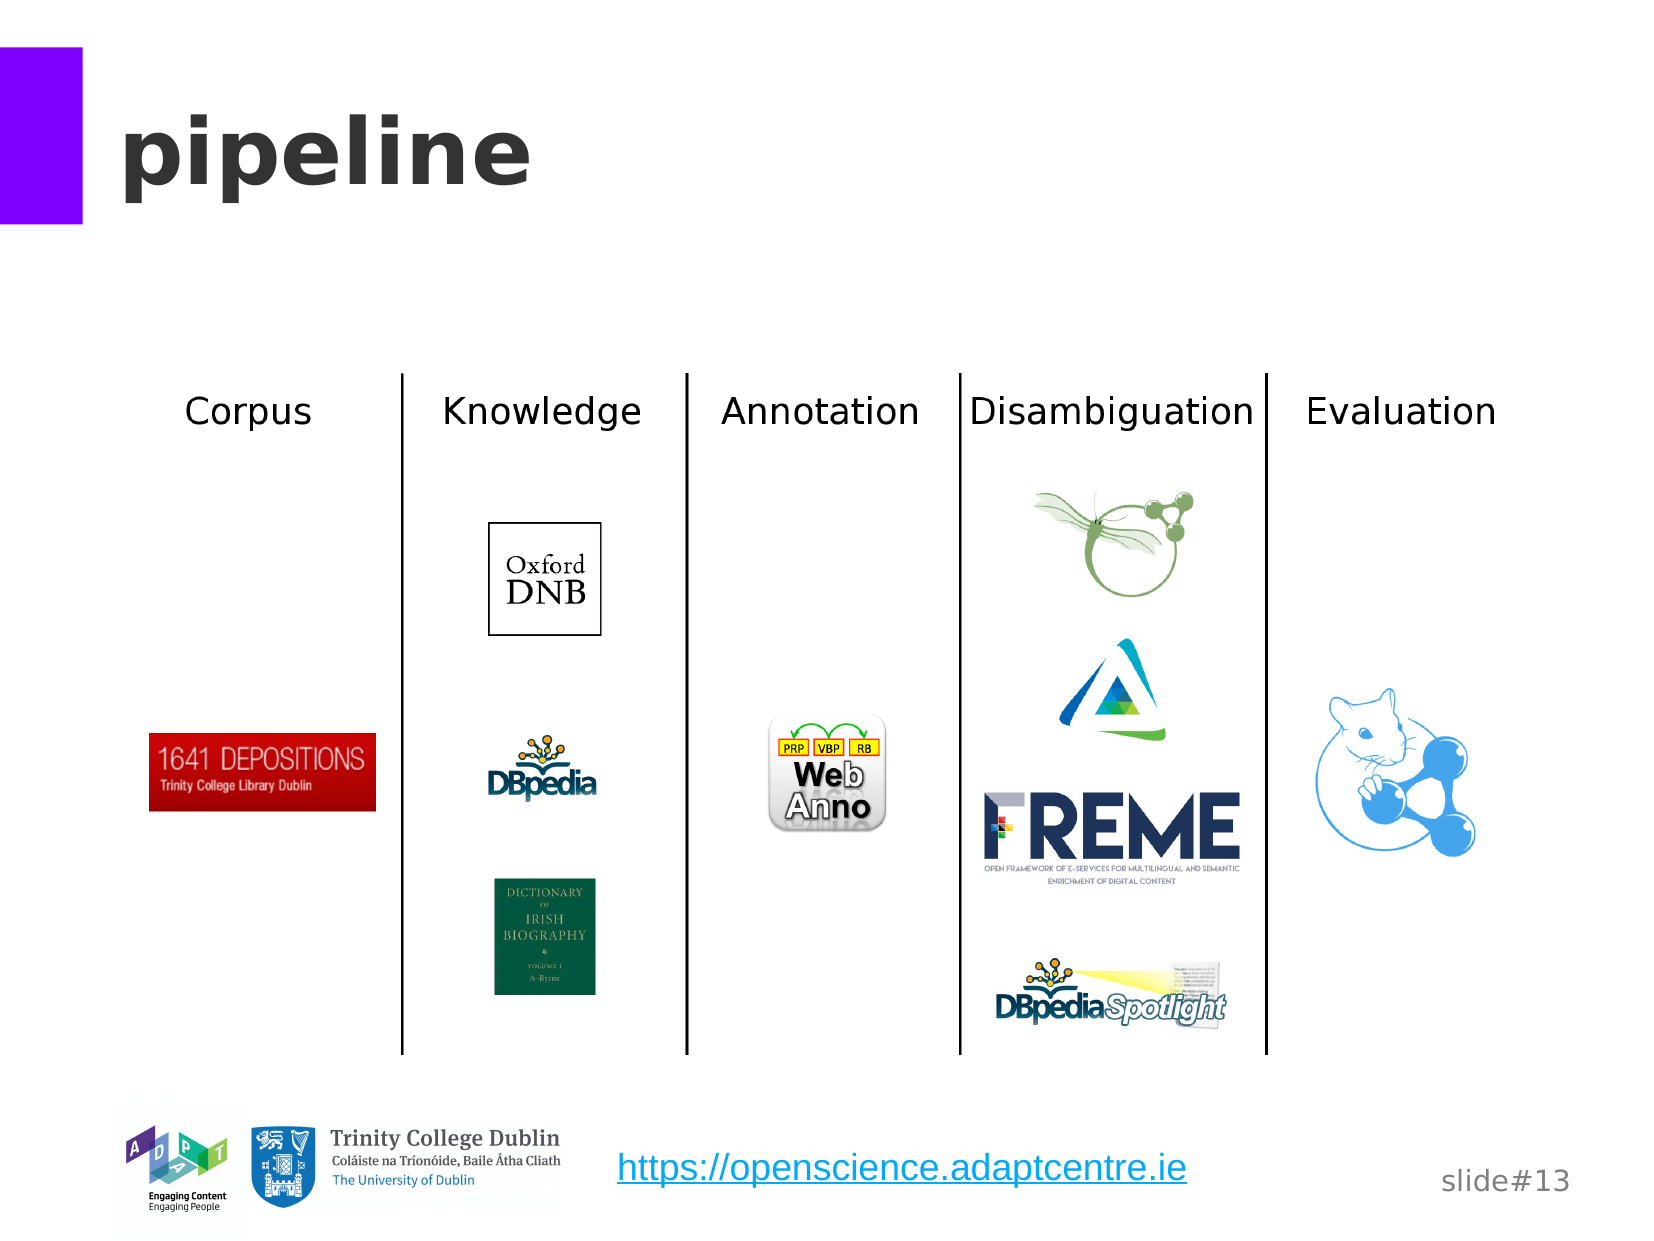 pipeline
Corpus
Knowledge
Annotation
Disambiguation
Evaluation
1641 DEPOSITIONS
Trinity College Library Dublin
Oxford
DNB
DBpedia
DICTIONARY
OF
IRISH
BIOGRAPHY
VOLUME I
A–Byrne
PRP VBP RB
Web
Anno
FREME
OPEN FRAMEWORK OF E-SERVICES FOR MULTILINGUAL AND SEMANTIC
ENRICHMENT OF DIGITAL CONTENT
DBpedia Spotlight
ADAPT
Engaging Content
Engaging People
Trinity College Dublin
Coláiste na Tríonóide, Baile Átha Cliath
The University of Dublin
https://openscience.adaptcentre.ie
slide#13